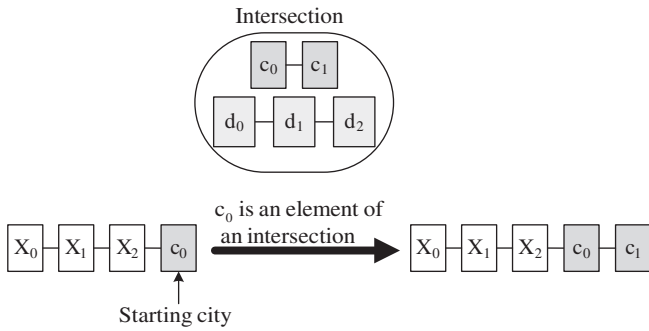 Intersection
c₀ c₁
d₀ d₁ d₂
c₀ is an element of
an intersection
X₀ X₁ X₂ c₀
X₀ X₁ X₂ c₀ c₁
Starting city